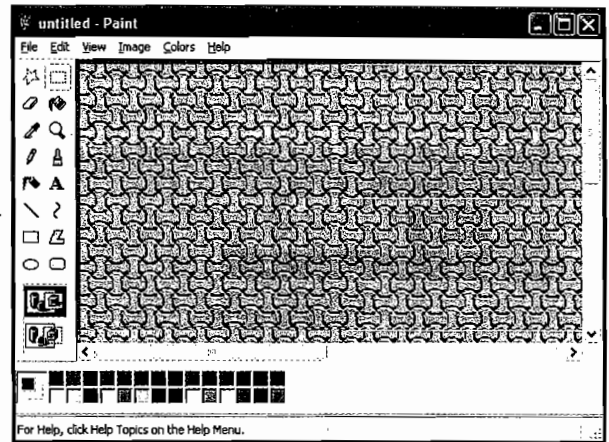 untitled - Paint
File Edit View Image Colors Help
A
For Help, click Help Topics on the Help Menu.